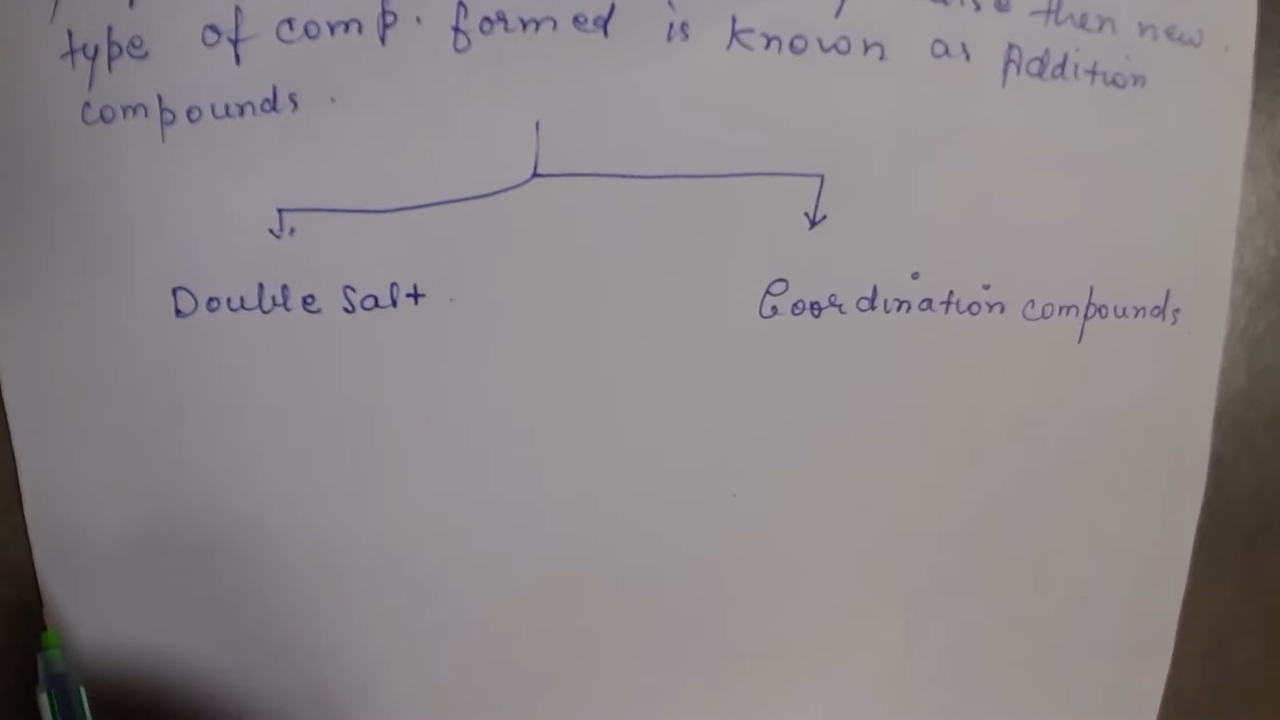 then new
type of comp. formed is known as Addition
compounds.
Double Salt
Coordination compounds